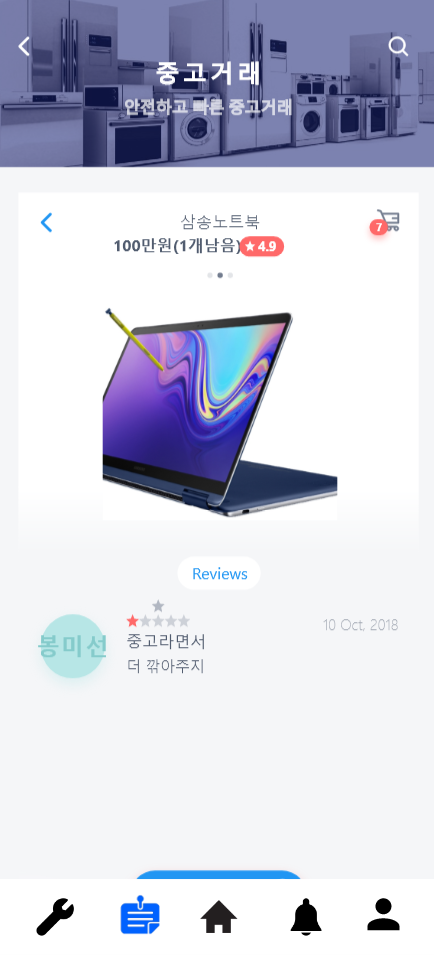 중고거래
안전하고 빠른 중고거래
삼송노트북
100만원(1개남음) 4.9
7
Reviews
봉미선
10 Oct, 2018
중고라면서
더 깎아주지